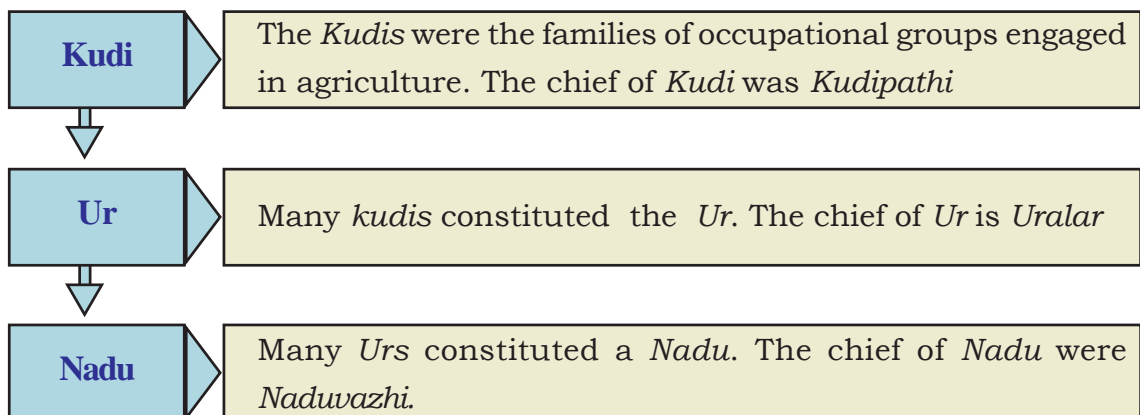 Kudi
The Kudis were the families of occupational groups engaged
in agriculture. The chief of Kudi was Kudipathi
Ur
Many kudis constituted the Ur. The chief of Ur is Uralar
Nadu
Many Urs constituted a Nadu. The chief of Nadu were
Naduvazhi.